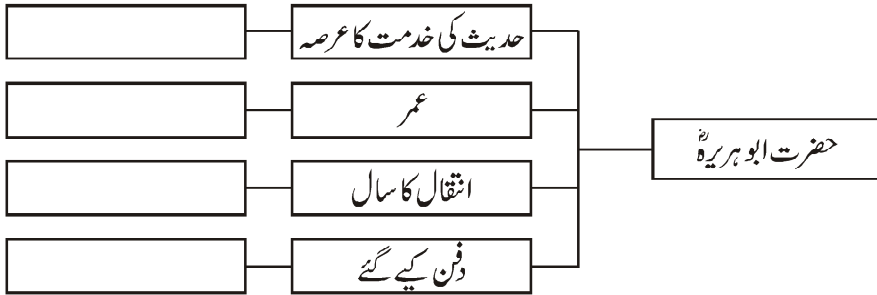 حضرت ابو ہریرہؓ
حدیث کی خدمت کا عرصہ
عمر
انتقال کا سال
دفن کیے گئے